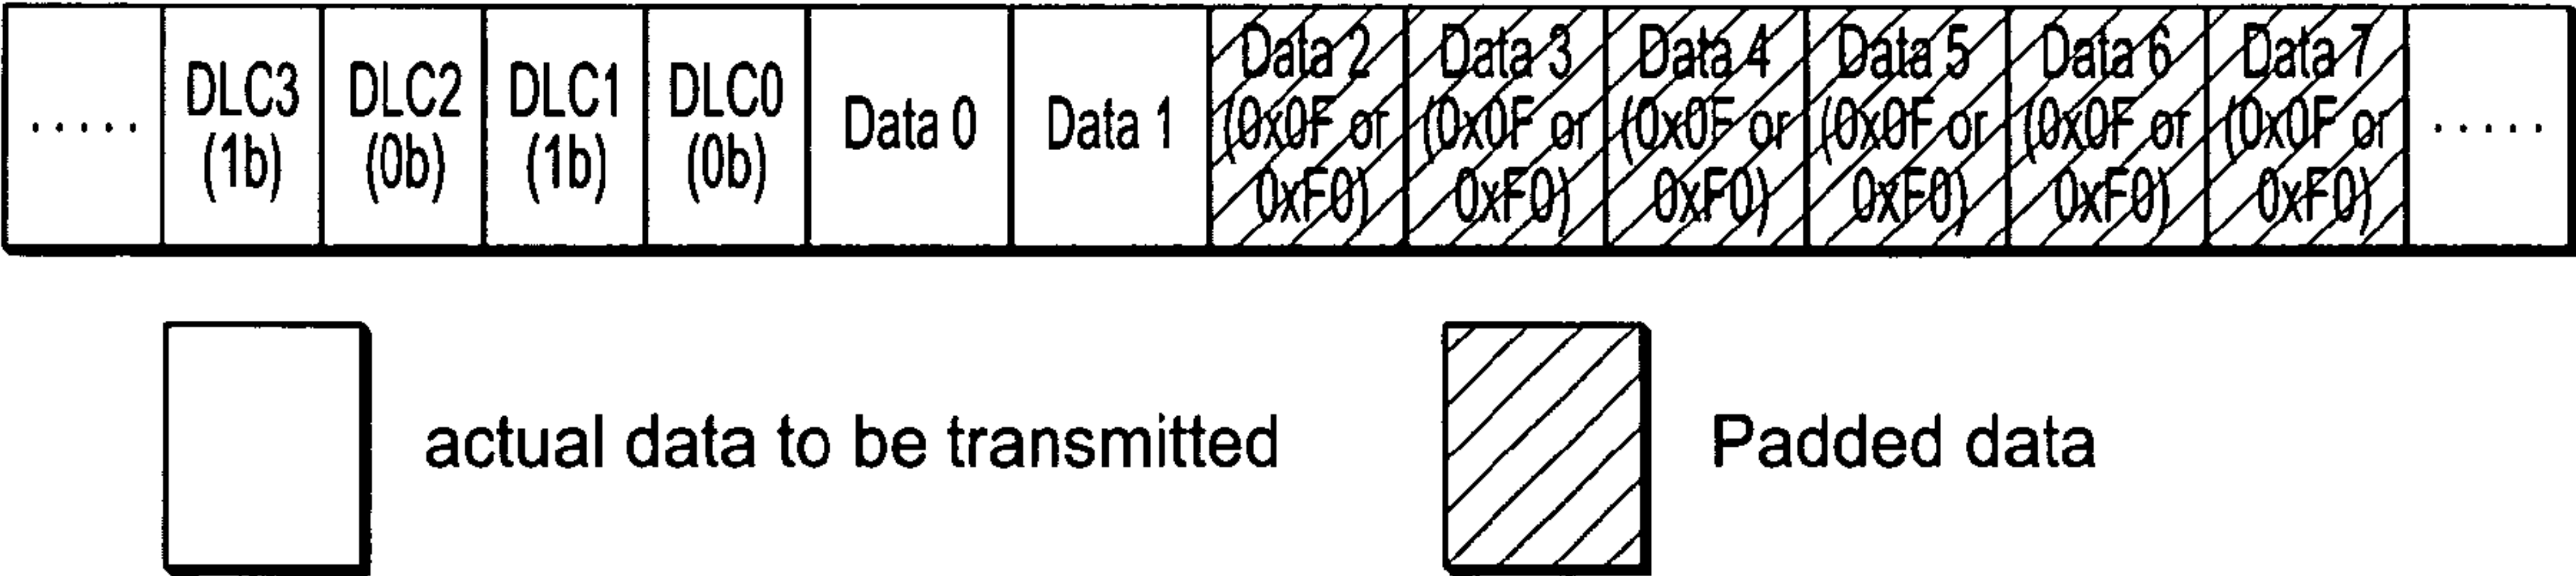 .....
DLC3
(1b)
DLC2
(0b)
DLC1
(1b)
DLC0
(0b)
Data 0
Data 1
Data 2
(0x0F or
0xF0)
Data 3
(0x0F or
0xF0)
Data 4
(0x0F or
0xF0)
Data 5
(0x0F or
0xF0)
Data 6
(0x0F or
0xF0)
Data 7
(0x0F or
0xF0)
.....
actual data to be transmitted
Padded data